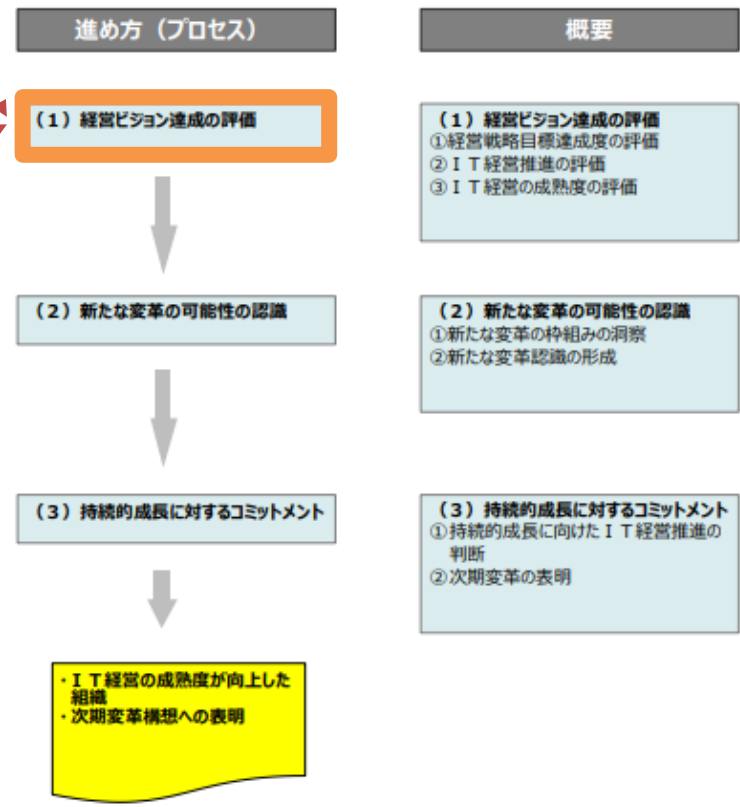 進め方（プロセス）
概要
（１）経営ビジョン達成の評価
（１）経営ビジョン達成の評価
①経営戦略目標達成度の評価
②ＩＴ経営推進の評価
③ＩＴ経営の成熟度の評価
（２）新たな変革の可能性の認識
（２）新たな変革の可能性の認識
①新たな変革の枠組みの洞察
②新たな変革認識の形成
（３）持続的成長に対するコミットメント
（３）持続的成長に対するコミットメント
①持続的成長に向けたＩＴ経営推進の
判断
②次期変革の表明
・ＩＴ経営の成熟度が向上した
組織
・次期変革構想への表明